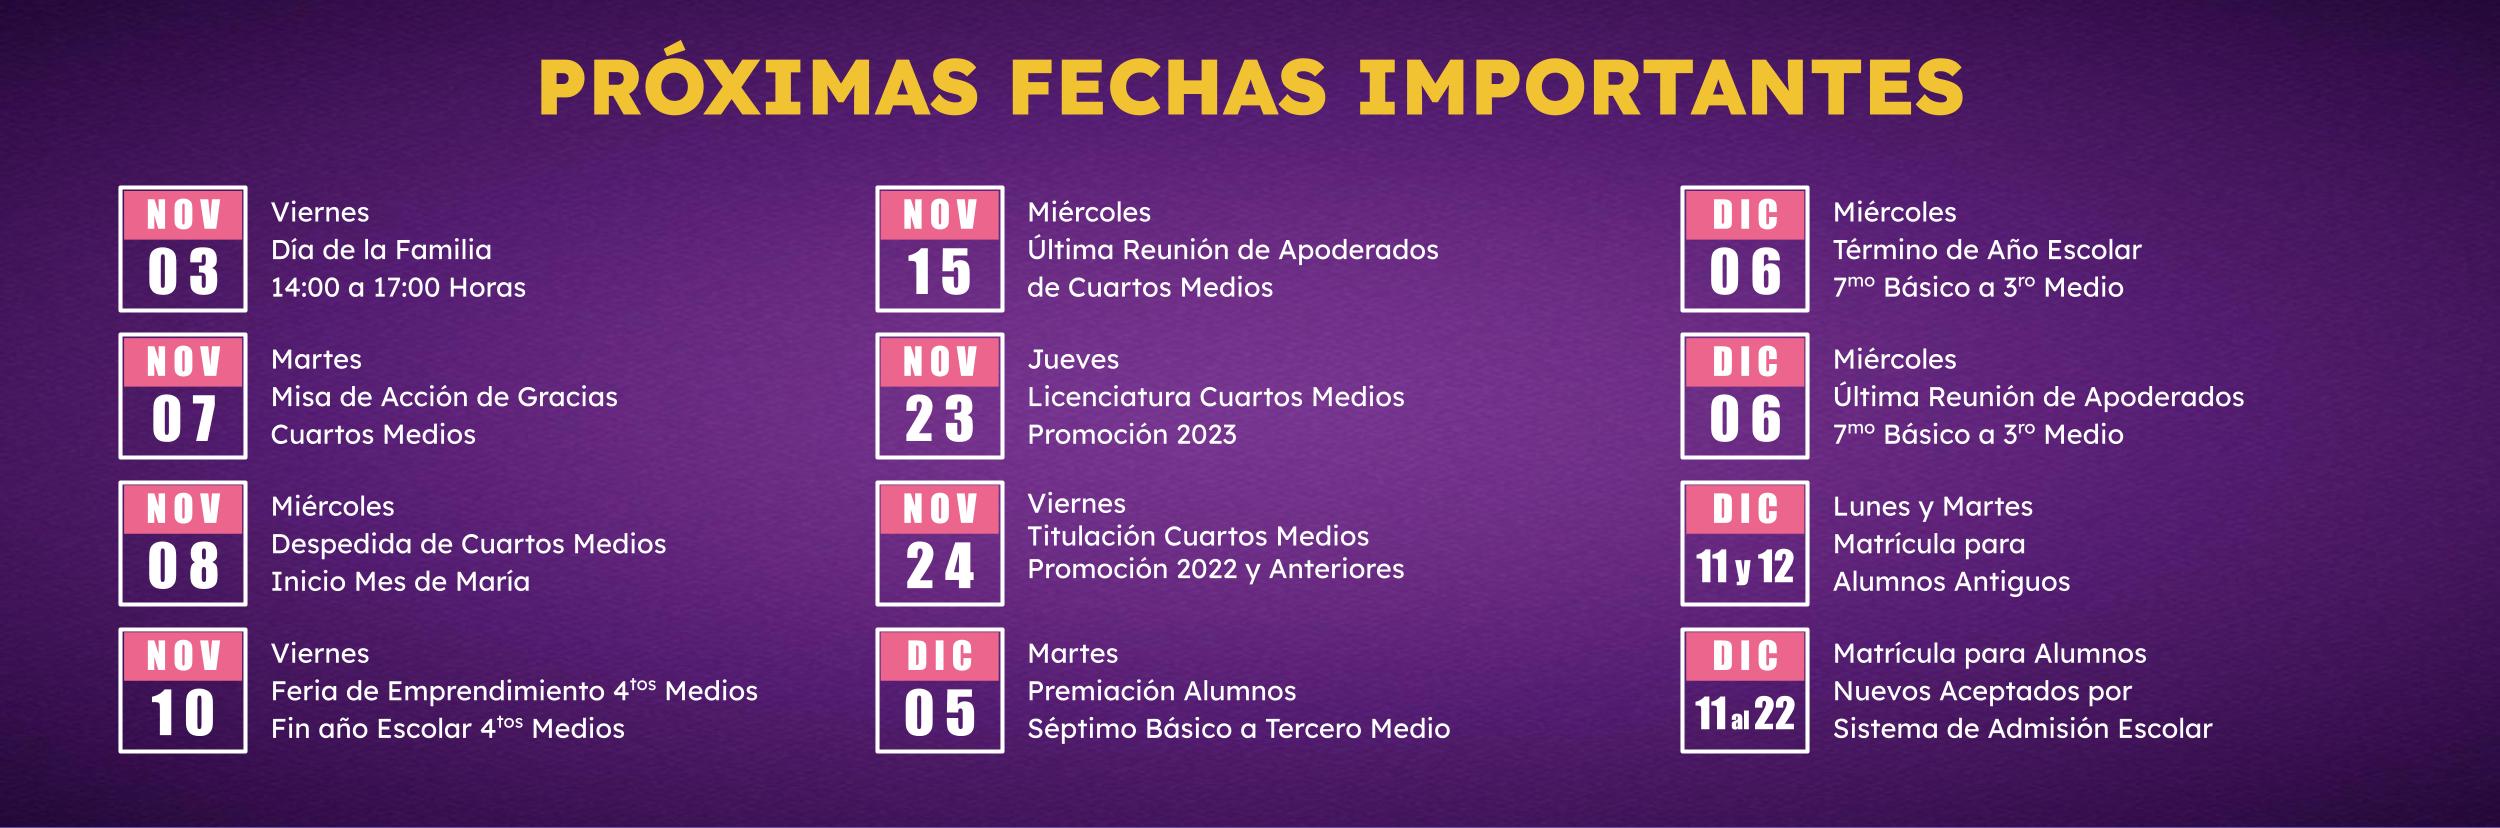 PRÓXIMAS FECHAS IMPORTANTES
NOV
03
Viernes
Día de la Familia
14:00 a 17:00 Horas
NOV
07
Martes
Misa de Acción de Gracias
Cuartos Medios
NOV
08
Miércoles
Despedida de Cuartos Medios
Inicio Mes de María
NOV
10
Viernes
Feria de Emprendimiento 4tos Medios
Fin año Escolar 4tos Medios
NOV
15
Miércoles
Última Reunión de Apoderados
de Cuartos Medios
NOV
23
Jueves
Licenciatura Cuartos Medios
Promoción 2023
NOV
24
Viernes
Titulación Cuartos Medios
Promoción 2022 y Anteriores
DIC
05
Martes
Premiación Alumnos
Séptimo Básico a Tercero Medio
DIC
06
Miércoles
Término de Año Escolar
7mo Básico a 3ro Medio
DIC
06
Miércoles
Última Reunión de Apoderados
7mo Básico a 3ro Medio
DIC
11 y 12
Lunes y Martes
Matrícula para
Alumnos Antiguos
DIC
11 al 22
Matrícula para Alumnos
Nuevos Aceptados por
Sistema de Admisión Escolar